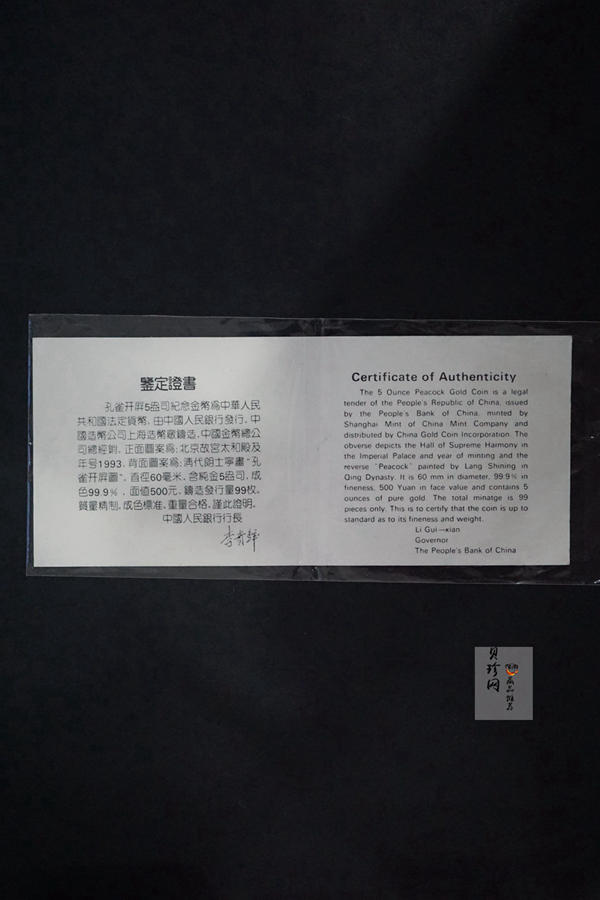 鑒定證書
孔雀开屏5盎司紀念金幣爲中華人民
共和國法定貨幣，由中國人民銀行發行，中
國造幣公司上海造幣廠鑄造，中國金幣總公
司總經銷。正面圖案爲：北京故宮太和殿及
年号1993，背面圖案爲：清代朗士寧畫“孔
雀开屏圖”。直徑60毫米，含純金5盎司，成
色99.9%，面值500元，鑄造發行量99枚。
質量精制，成色標准，重量合格，謹此證明。
中國人民銀行行長
李貴鲜
Certificate of Authenticity
The 5 Ounce Peacock Gold Coin is a legal
tender of the People's Republic of China, issued
by the People's Bank of China, minted by
Shanghai Mint of China Mint Company and
distributed by China Gold Coin Incorporation. The
obverse depicts the Hall of Supreme Harmony in
the Imperial Palace and year of minting and the
reverse "Peacock" painted by Lang Shining in
Qing Dynasty. It is 60 mm in diameter, 99.9% in
fineness, 500 Yuan in face value and contains 5
ounces of pure gold. The total minatge is 99
pieces only. This is to certify that the coin is up to
standard as to its fineness and weight.
Li Gui—xian
Governor
The People's Bank of China
贝珍网
藏品推荐